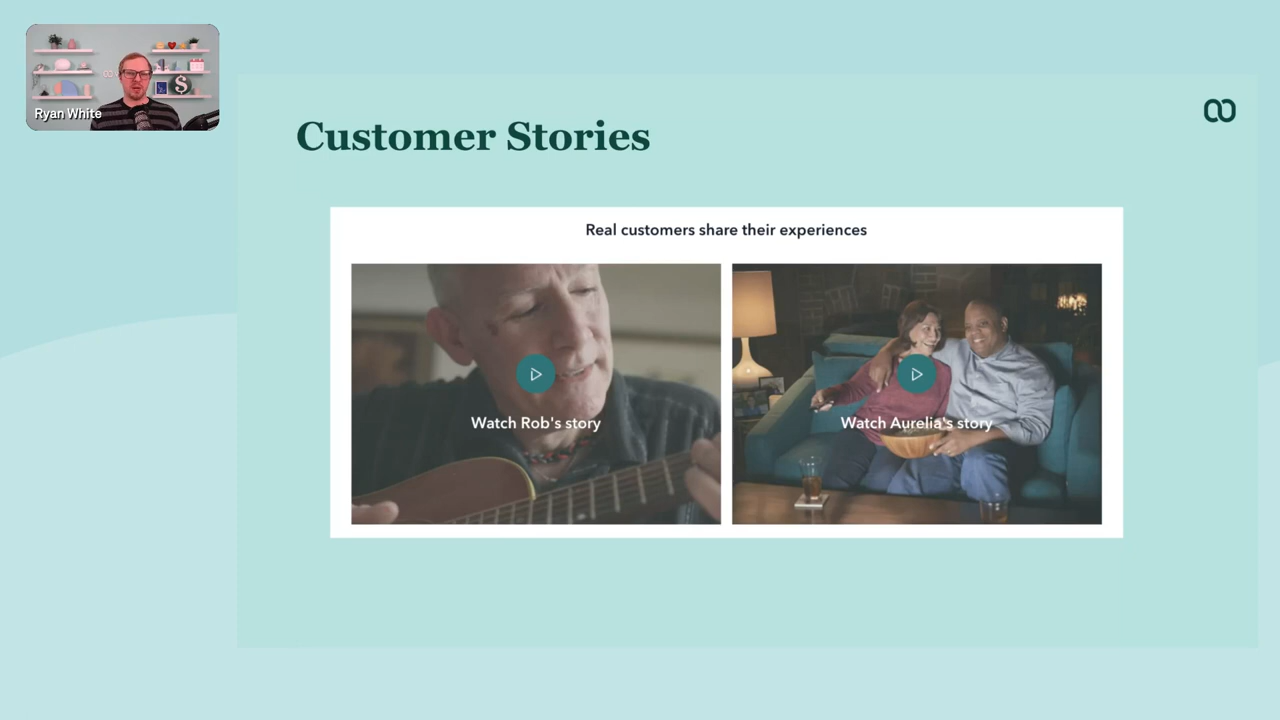 Ryan White
Customer Stories
Real customers share their experiences
Watch Rob's story
Watch Aurelia's story